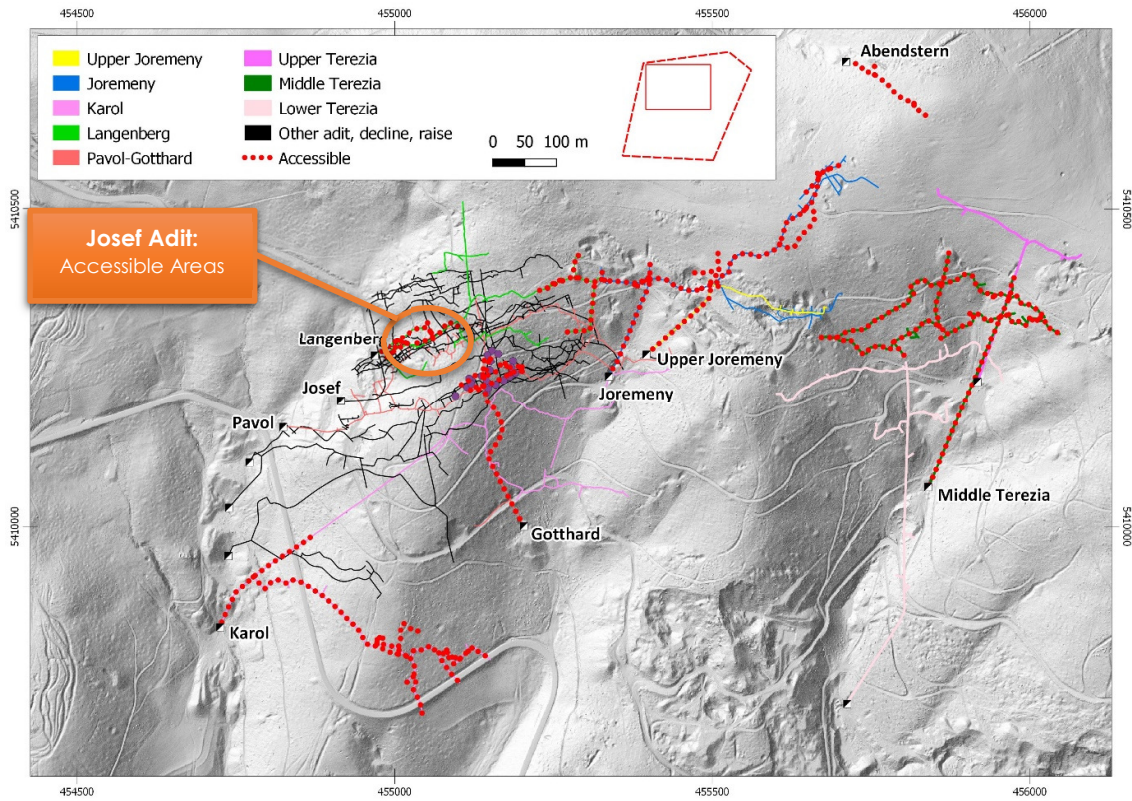 454500
455000
455500
456000
Upper Joremeny
Joremeny
Karol
Langenberg
Pavol-Gotthard
Upper Terezia
Middle Terezia
Lower Terezia
Other adit, decline, raise
Accessible
0 50 100 m
Abendstern
5410500
5410500
Josef Adit:
Accessible Areas
Langenber
Upper Joremeny
Josef
Joremeny
Pavol
Middle Terezia
Gotthard
5410000
5410000
Karol
454500
455000
455500
456000